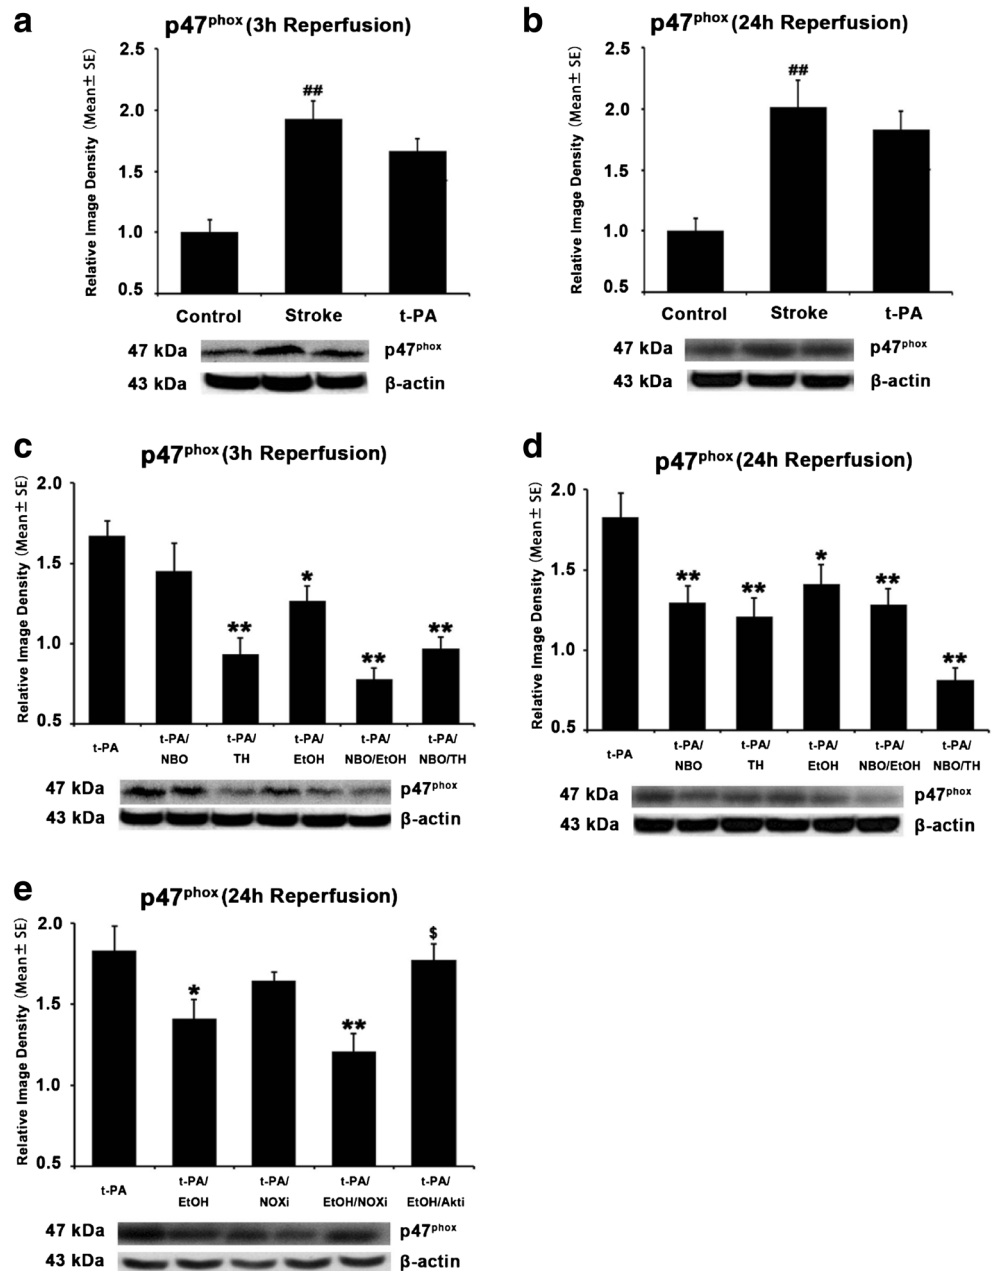 a
p47phox (3h Reperfusion)
Relative Image Density (Mean± SE)
2.5
2.0
1.5
1.0
0.5
##
Control Stroke t-PA
47 kDa p47phox
43 kDa β-actin
b
p47phox (24h Reperfusion)
Relative Image Density (Mean± SE)
2.5
2.0
1.5
1.0
0.5
##
Control Stroke t-PA
47 kDa p47phox
43 kDa β-actin
c
p47phox (3h Reperfusion)
Relative Image Density (Mean± SE)
2.0
1.5
1.0
0.5
** * ** **
t-PA t-PA/ t-PA/ t-PA/ t-PA/ t-PA/
NBO TH EtOH NBO/EtOH NBO/TH
47 kDa p47phox
43 kDa β-actin
d
p47phox (24h Reperfusion)
Relative Image Density (Mean± SE)
2.0
1.5
1.0
0.5
** ** * ** **
t-PA t-PA/ t-PA/ t-PA/ t-PA/ t-PA/
NBO TH EtOH NBO/EtOH NBO/TH
47 kDa p47phox
43 kDa β-actin
e
p47phox (24h Reperfusion)
Relative Image Density (Mean± SE)
2.0
1.5
1.0
0.5
* ** $
t-PA t-PA/ t-PA/ t-PA/ t-PA/
EtOH NOXi EtOH/NOXi EtOH/Akti
47 kDa p47phox
43 kDa β-actin